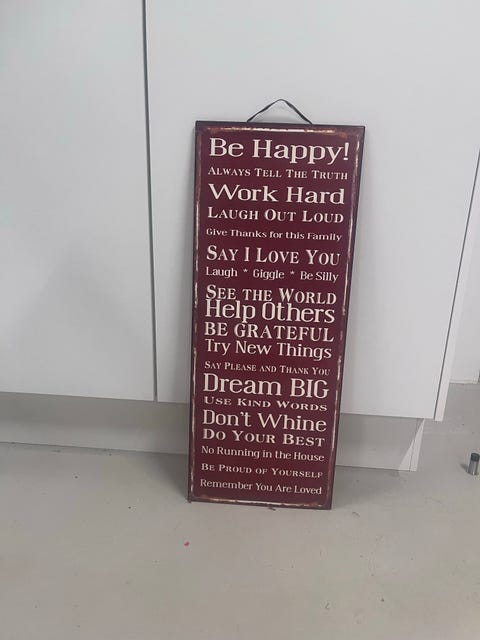 Be Happy!
ALWAYS TELL THE TRUTH
Work Hard
LAUGH OUT LOUD
Give Thanks for this Family
SAY I LOVE YOU
Laugh * Giggle * Be Silly
SEE THE WORLD
Help Others
BE GRATEFUL
Try New Things
SAY PLEASE AND THANK YOU
Dream BIG
USE KIND WORDS
Don't Whine
DO YOUR BEST
No Running in the House
BE PROUD OF YOURSELF
Remember You Are Loved